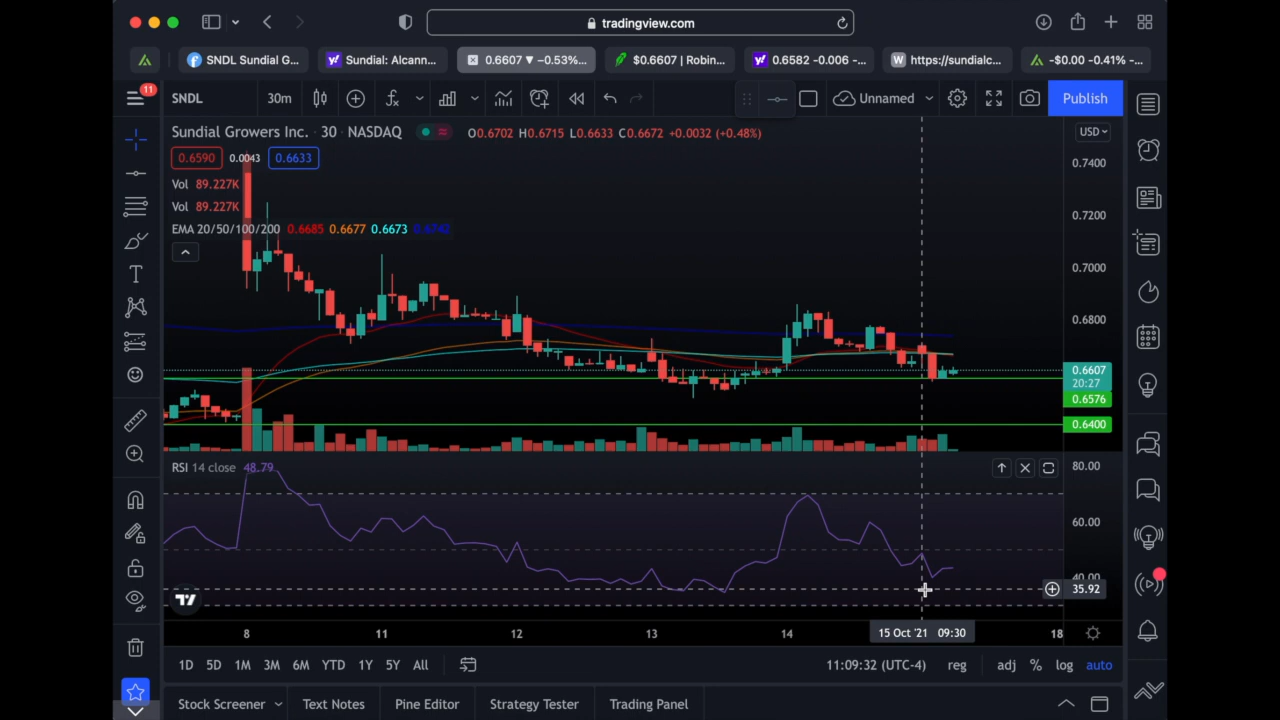 tradingview.com
SNDL Sundial G...
Sundial: Alcann...
0.6607 ▼ −0.53%...
$0.6607 | Robin...
0.6582 -0.006 -...
https://sundialc...
-$0.00 -0.41% -...
11
SNDL
30m
Unnamed
Publish
Sundial Growers Inc. · 30 · NASDAQ
O0.6702 H0.6715 L0.6633 C0.6672 +0.0032 (+0.48%)
USD
0.6590
0.0043
0.6633
Vol 89.227K
Vol 89.227K
EMA 20/50/100/200 0.6685 0.6677 0.6673 0.6742
0.7400
0.7200
0.7000
0.6800
0.6607
20:27
0.6576
0.6400
RSI 14 close 48.79
80.00
60.00
40.00
35.92
8
11
12
13
14
15 Oct '21 09:30
18
1D 5D 1M 3M 6M YTD 1Y 5Y All
11:09:32 (UTC-4)
reg
adj % log auto
Stock Screener
Text Notes
Pine Editor
Strategy Tester
Trading Panel